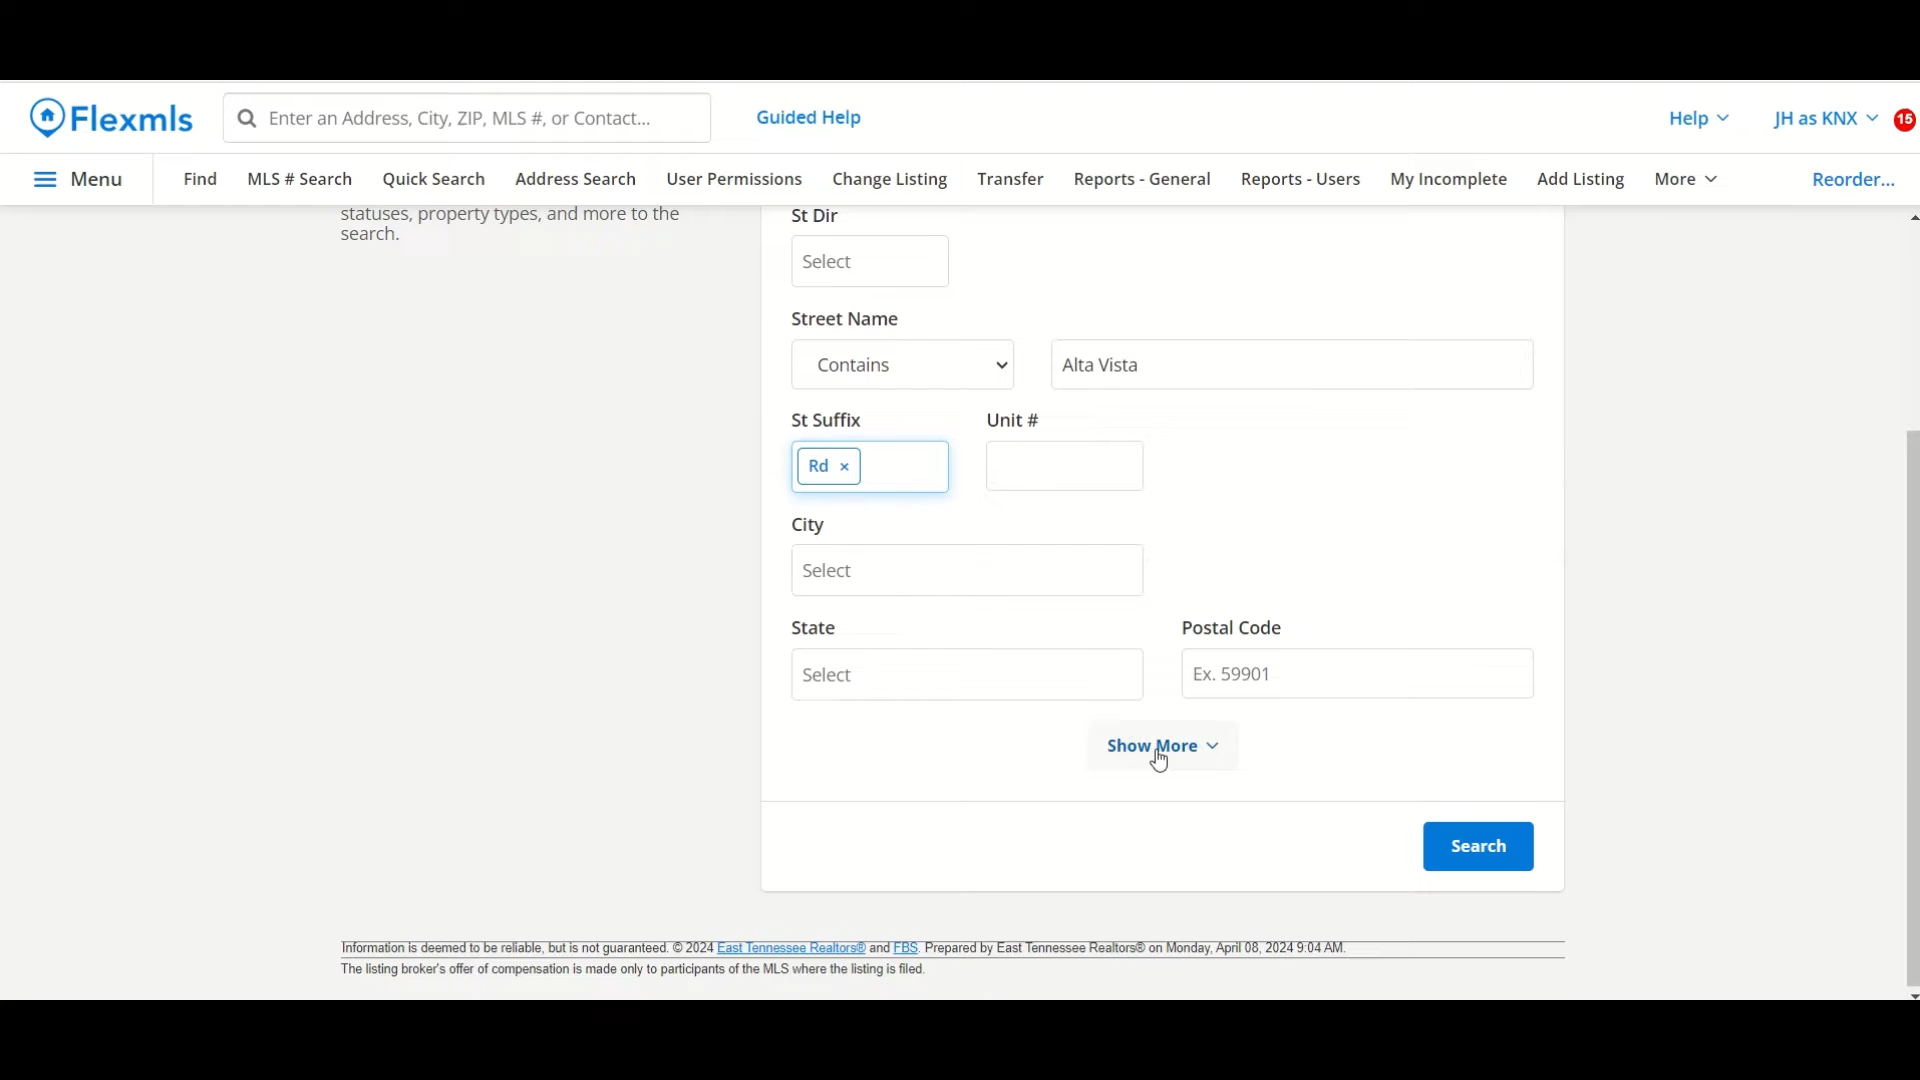 Flexmls
Enter an Address, City, ZIP, MLS #, or Contact...
Guided Help
Help
JH as KNX
15
Menu
Find
MLS # Search
Quick Search
Address Search
User Permissions
Change Listing
Transfer
Reports - General
Reports - Users
My Incomplete
Add Listing
More
Reorder...
statuses, property types, and more to the
search.
St Dir
Select
Street Name
Contains
Alta Vista
St Suffix
Unit #
Rd ×
City
Select
State
Postal Code
Select
Ex. 59901
Show More
Search
Information is deemed to be reliable, but is not guaranteed. © 2024 East Tennessee Realtors® and FBS. Prepared by East Tennessee Realtors® on Monday, April 08, 2024 9:04 AM.
The listing broker's offer of compensation is made only to participants of the MLS where the listing is filed.